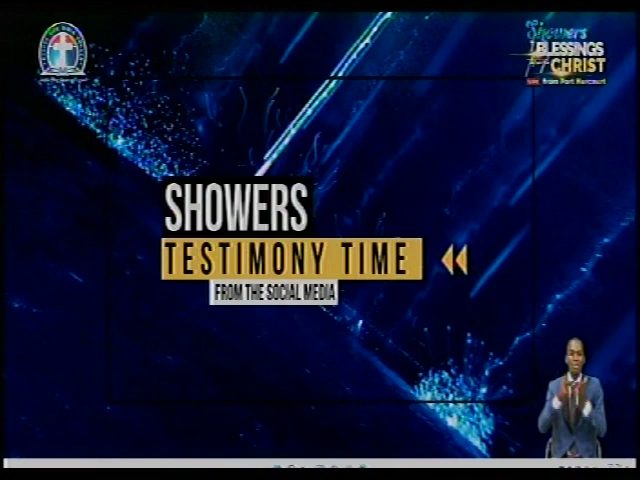 Showers
BLESSINGS
CHRIST
from Port Harcourt
SHOWERS
TESTIMONY TIME
FROM THE SOCIAL MEDIA